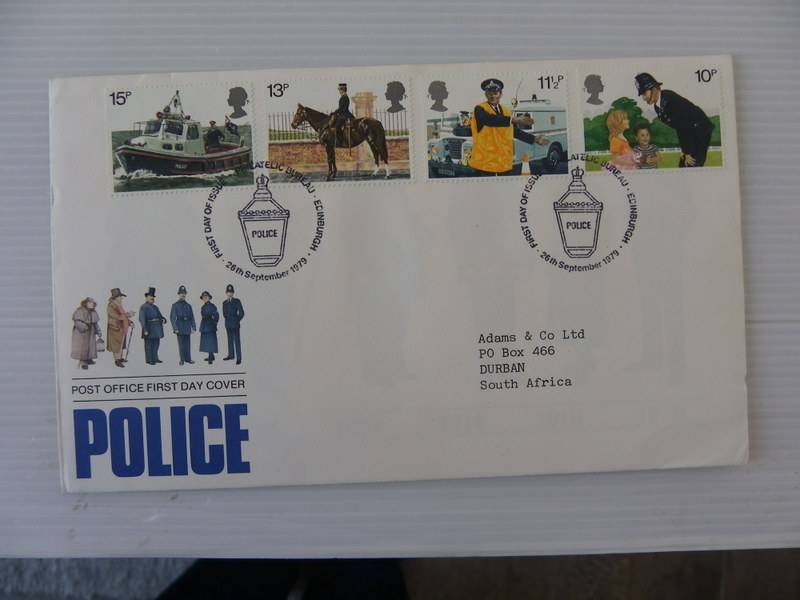 15P
13P
11½P
10P
FIRST DAY OF ISSUE PHILATELIC BUREAU · EDINBURGH ·
POLICE
· 26th September 1979 ·
FIRST DAY OF ISSUE PHILATELIC BUREAU · EDINBURGH ·
POLICE
· 26th September 1979 ·
Adams & Co Ltd
PO Box 466
DURBAN
South Africa
POST OFFICE FIRST DAY COVER
POLICE